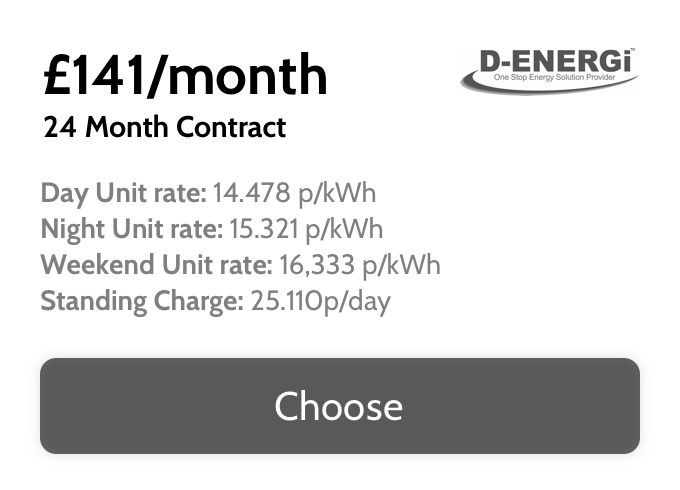 £141/month
D-ENERGi™
One Stop Energy Solution Provider
24 Month Contract
Day Unit rate: 14.478 p/kWh
Night Unit rate: 15.321 p/kWh
Weekend Unit rate: 16,333 p/kWh
Standing Charge: 25.110p/day
Choose